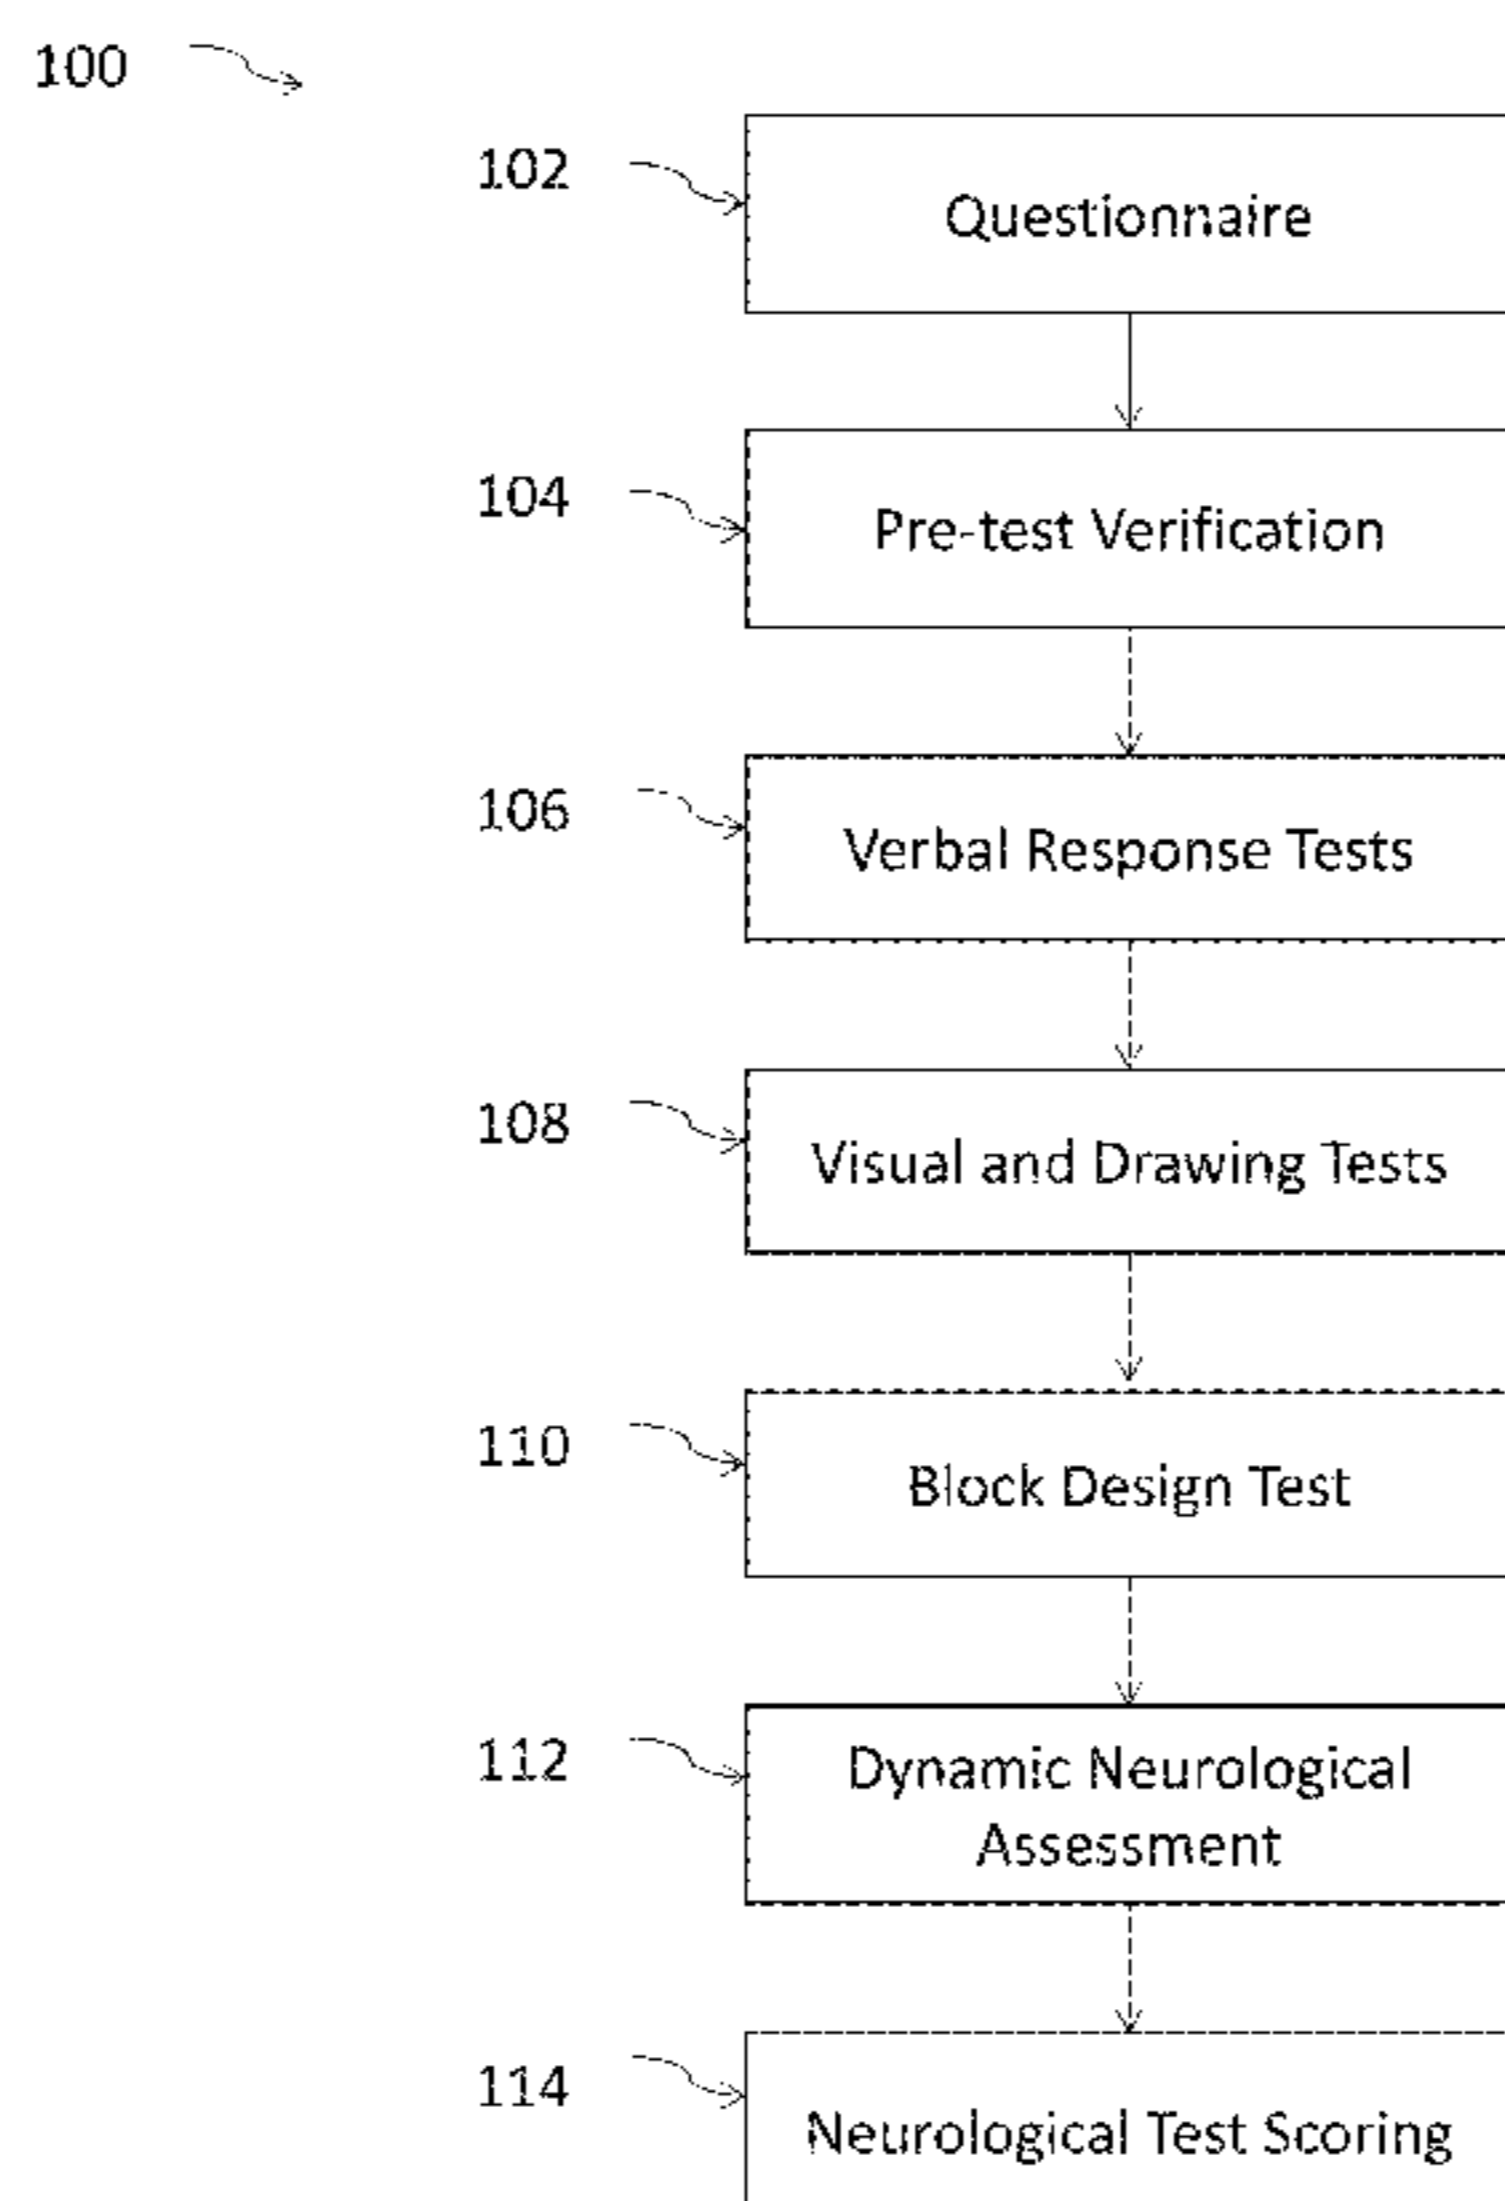 100
102
Questionnaire
104
Pre-test Verification
106
Verbal Response Tests
108
Visual and Drawing Tests
110
Block Design Test
112
Dynamic Neurological
Assessment
114
Neurological Test Scoring